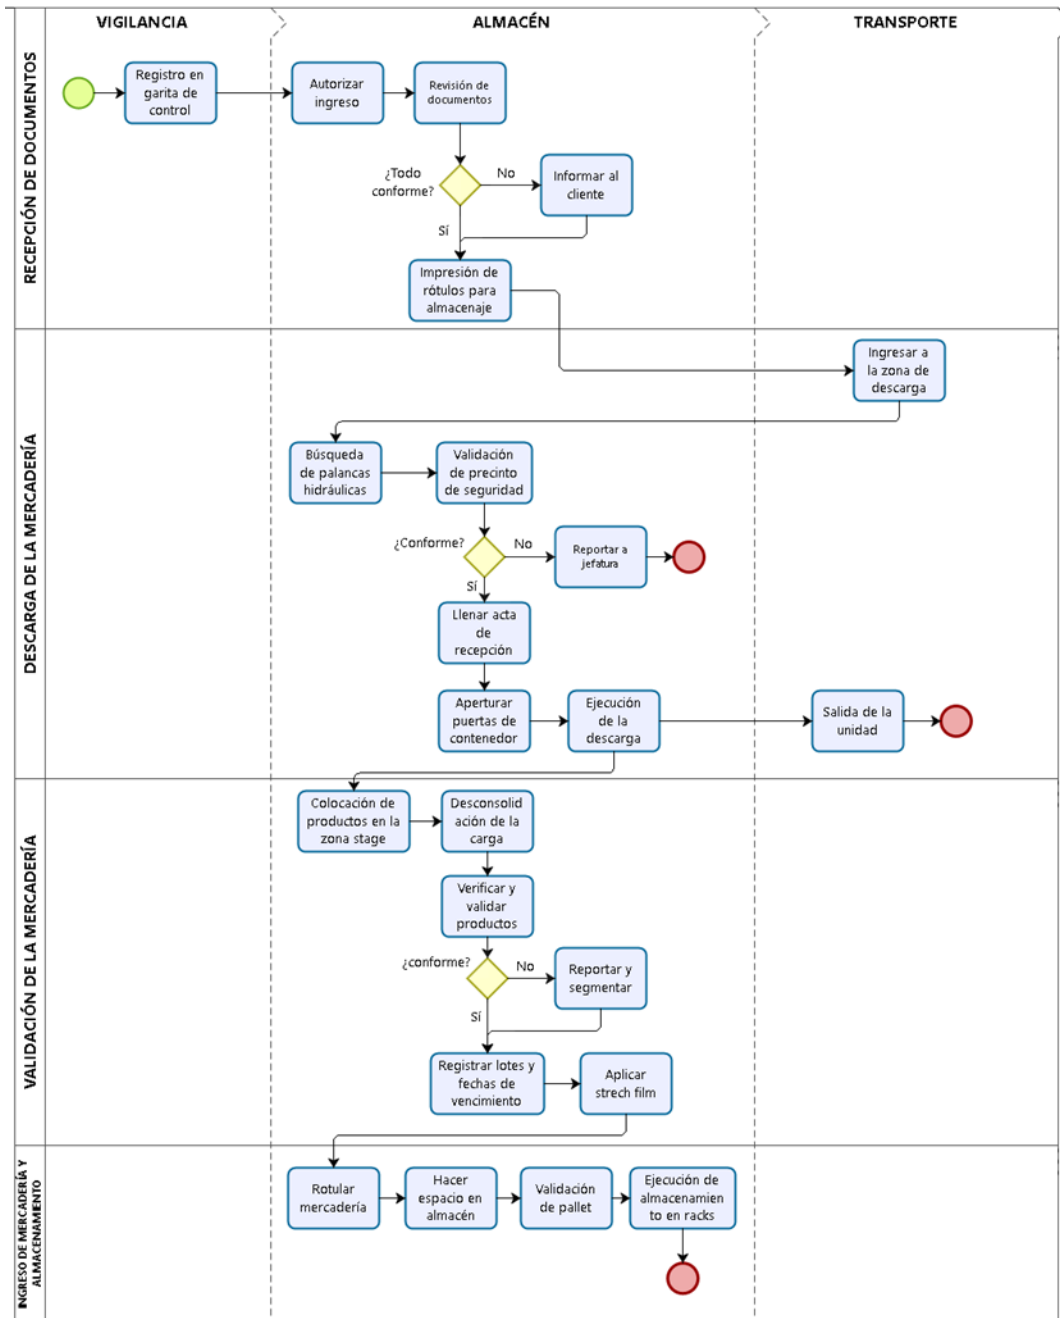 VIGILANCIA
ALMACÉN
TRANSPORTE
RECEPCIÓN DE DOCUMENTOS
Registro en
garita de
control
Autorizar
ingreso
Revisión de
documentos
¿Todo
conforme?
No
Informar al
cliente
Sí
Impresión de
rótulos para
almacenaje
DESCARGA DE LA MERCADERÍA
Ingresar a
la zona de
descarga
Búsqueda
de palancas
hidráulicas
Validación
de precinto
de seguridad
¿Conforme?
No
Reportar a
jefatura
Sí
Llenar acta
de
recepción
Aperturar
puertas de
contenedor
Ejecución
de la
descarga
Salida de la
unidad
VALIDACIÓN DE LA MERCADERÍA
Colocación de
productos en la
zona stage
Desconsolid
ación de la
carga
Verificar y
validar
productos
¿conforme?
No
Reportar y
segmentar
Sí
Registrar lotes y
fechas de
vencimiento
Aplicar
strech film
INGRESO DE MERCADERÍA Y
ALMACENAMIENTO
Rotular
mercadería
Hacer
espacio en
almacén
Validación
de pallet
Ejecución de
almacenamien
to en racks